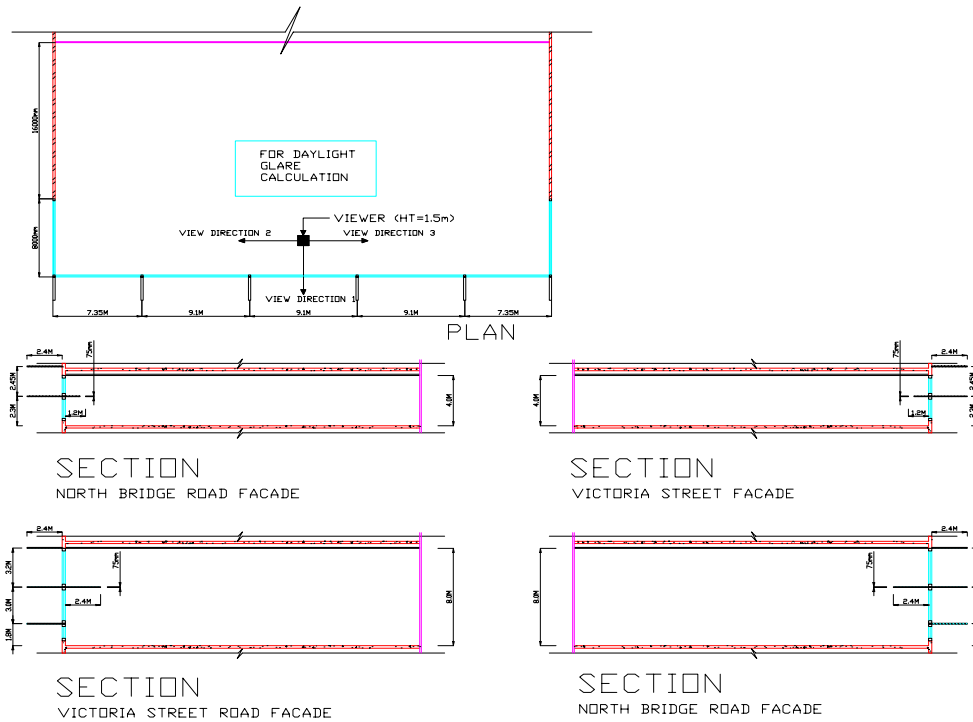 16000mm
FOR DAYLIGHT
GLARE
CALCULATION
8000mm
VIEWER (HT=1.5m)
VIEW DIRECTION 2
VIEW DIRECTION 3
VIEW DIRECTION 1
7.35M 9.1M 9.1M 9.1M 7.35M
PLAN
2.4M
75mm
2.45M
2.3M
1.2M
4.0M
SECTION
NORTH BRIDGE ROAD FACADE
75mm
2.4M
2.45M
4.0M
1.2M
2.3M
SECTION
VICTORIA STREET FACADE
2.4M
3.2M
75mm
2.4M
3.0M
1.8M
8.0M
SECTION
VICTORIA STREET ROAD FACADE
2.4M
75mm
8.0M
2.4M
SECTION
NORTH BRIDGE ROAD FACADE